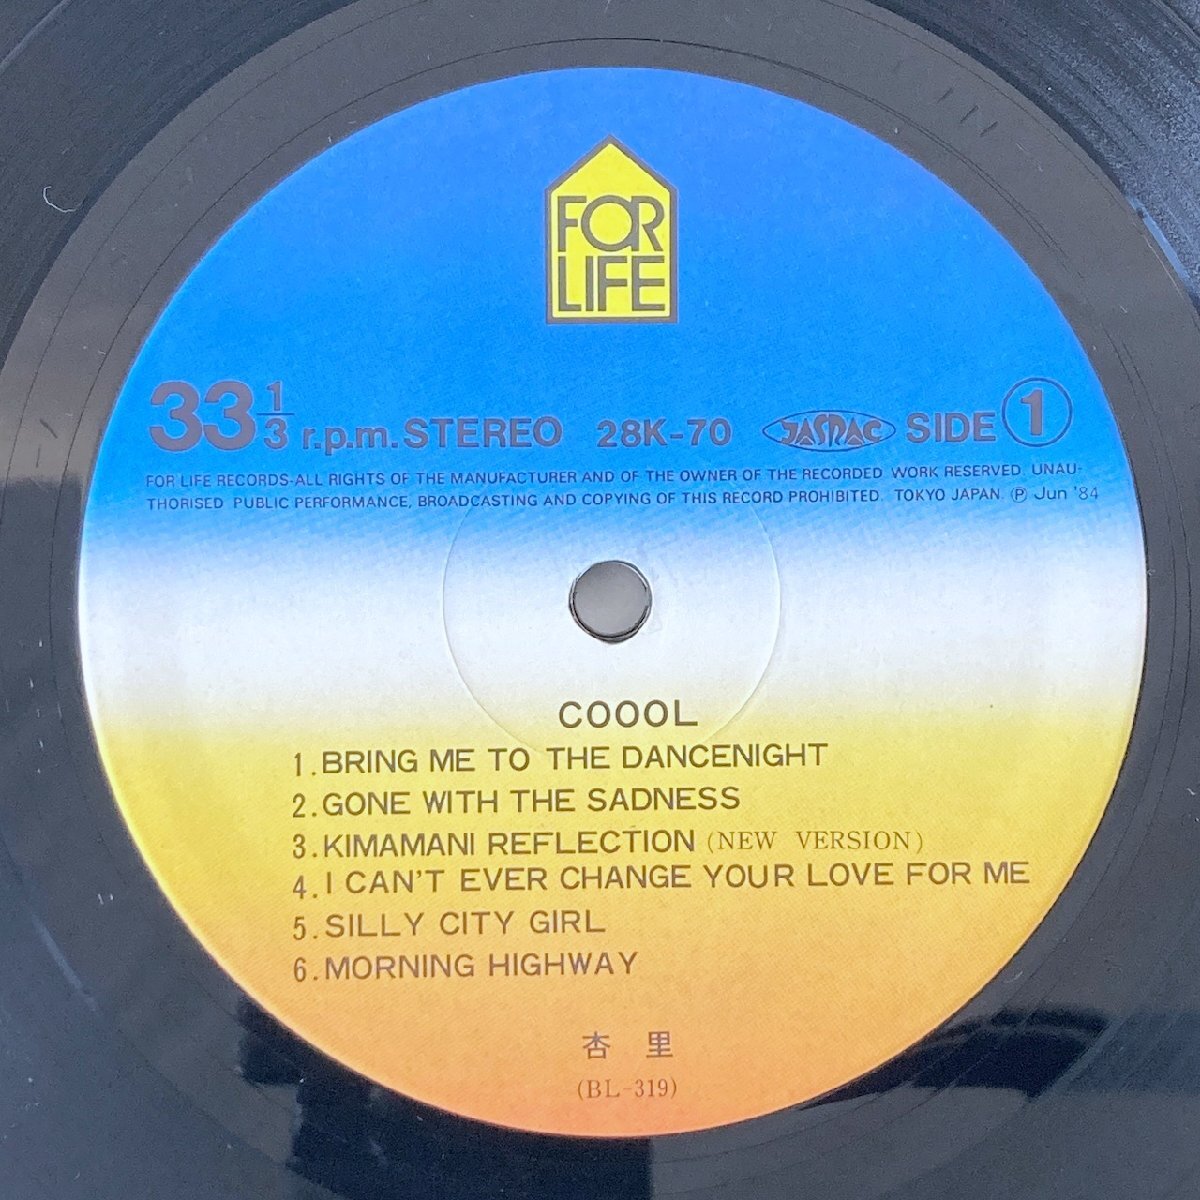 FOR
LIFE
33 1/3 r.p.m. STEREO 28K-70 JASRAC SIDE 1
FOR LIFE RECORDS·ALL RIGHTS OF THE MANUFACTURER AND OF THE OWNER OF THE RECORDED WORK RESERVED. UNAU-
THORISED PUBLIC PERFORMANCE, BROADCASTING AND COPYING OF THIS RECORD PROHIBITED. TOKYO JAPAN. Ⓟ Jun '84
COOOL
1. BRING ME TO THE DANCENIGHT
2. GONE WITH THE SADNESS
3. KIMAMANI REFLECTION (NEW VERSION)
4. I CAN'T EVER CHANGE YOUR LOVE FOR ME
5. SILLY CITY GIRL
6. MORNING HIGHWAY
杏 里
(BL-319)